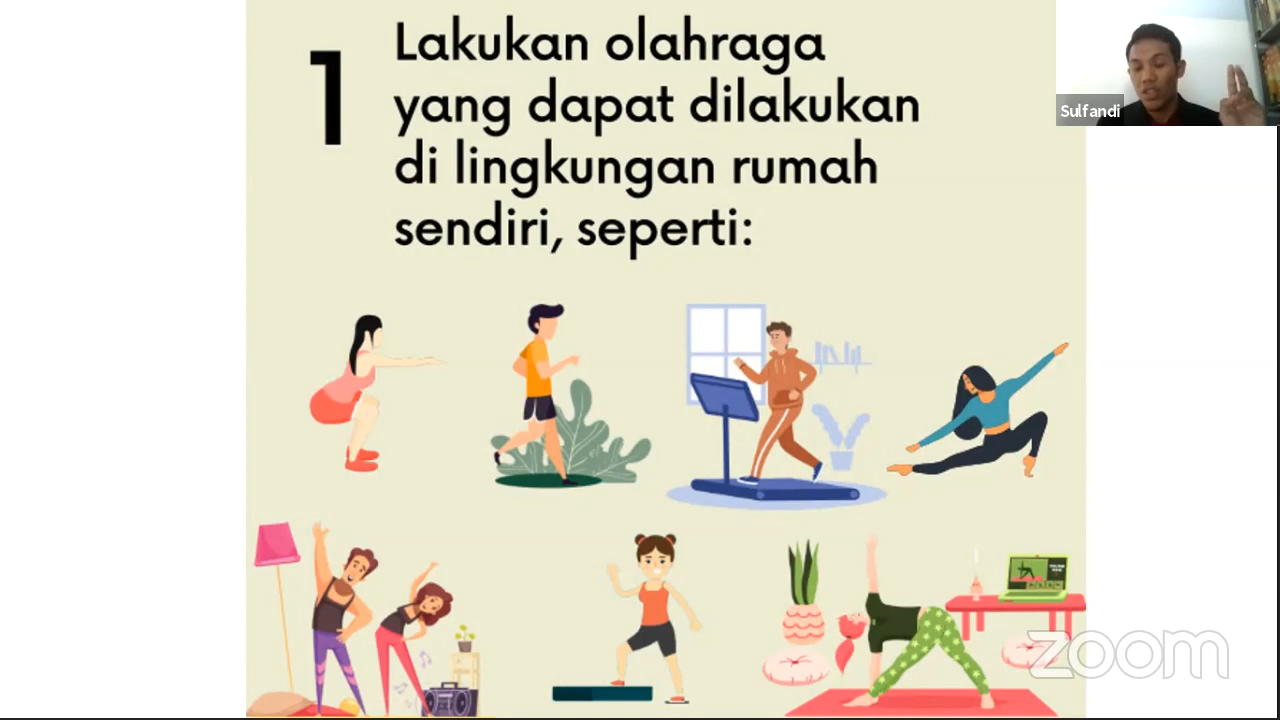 1
Lakukan olahraga
yang dapat dilakukan
di lingkungan rumah
sendiri, seperti:
Sulfandi
zoom